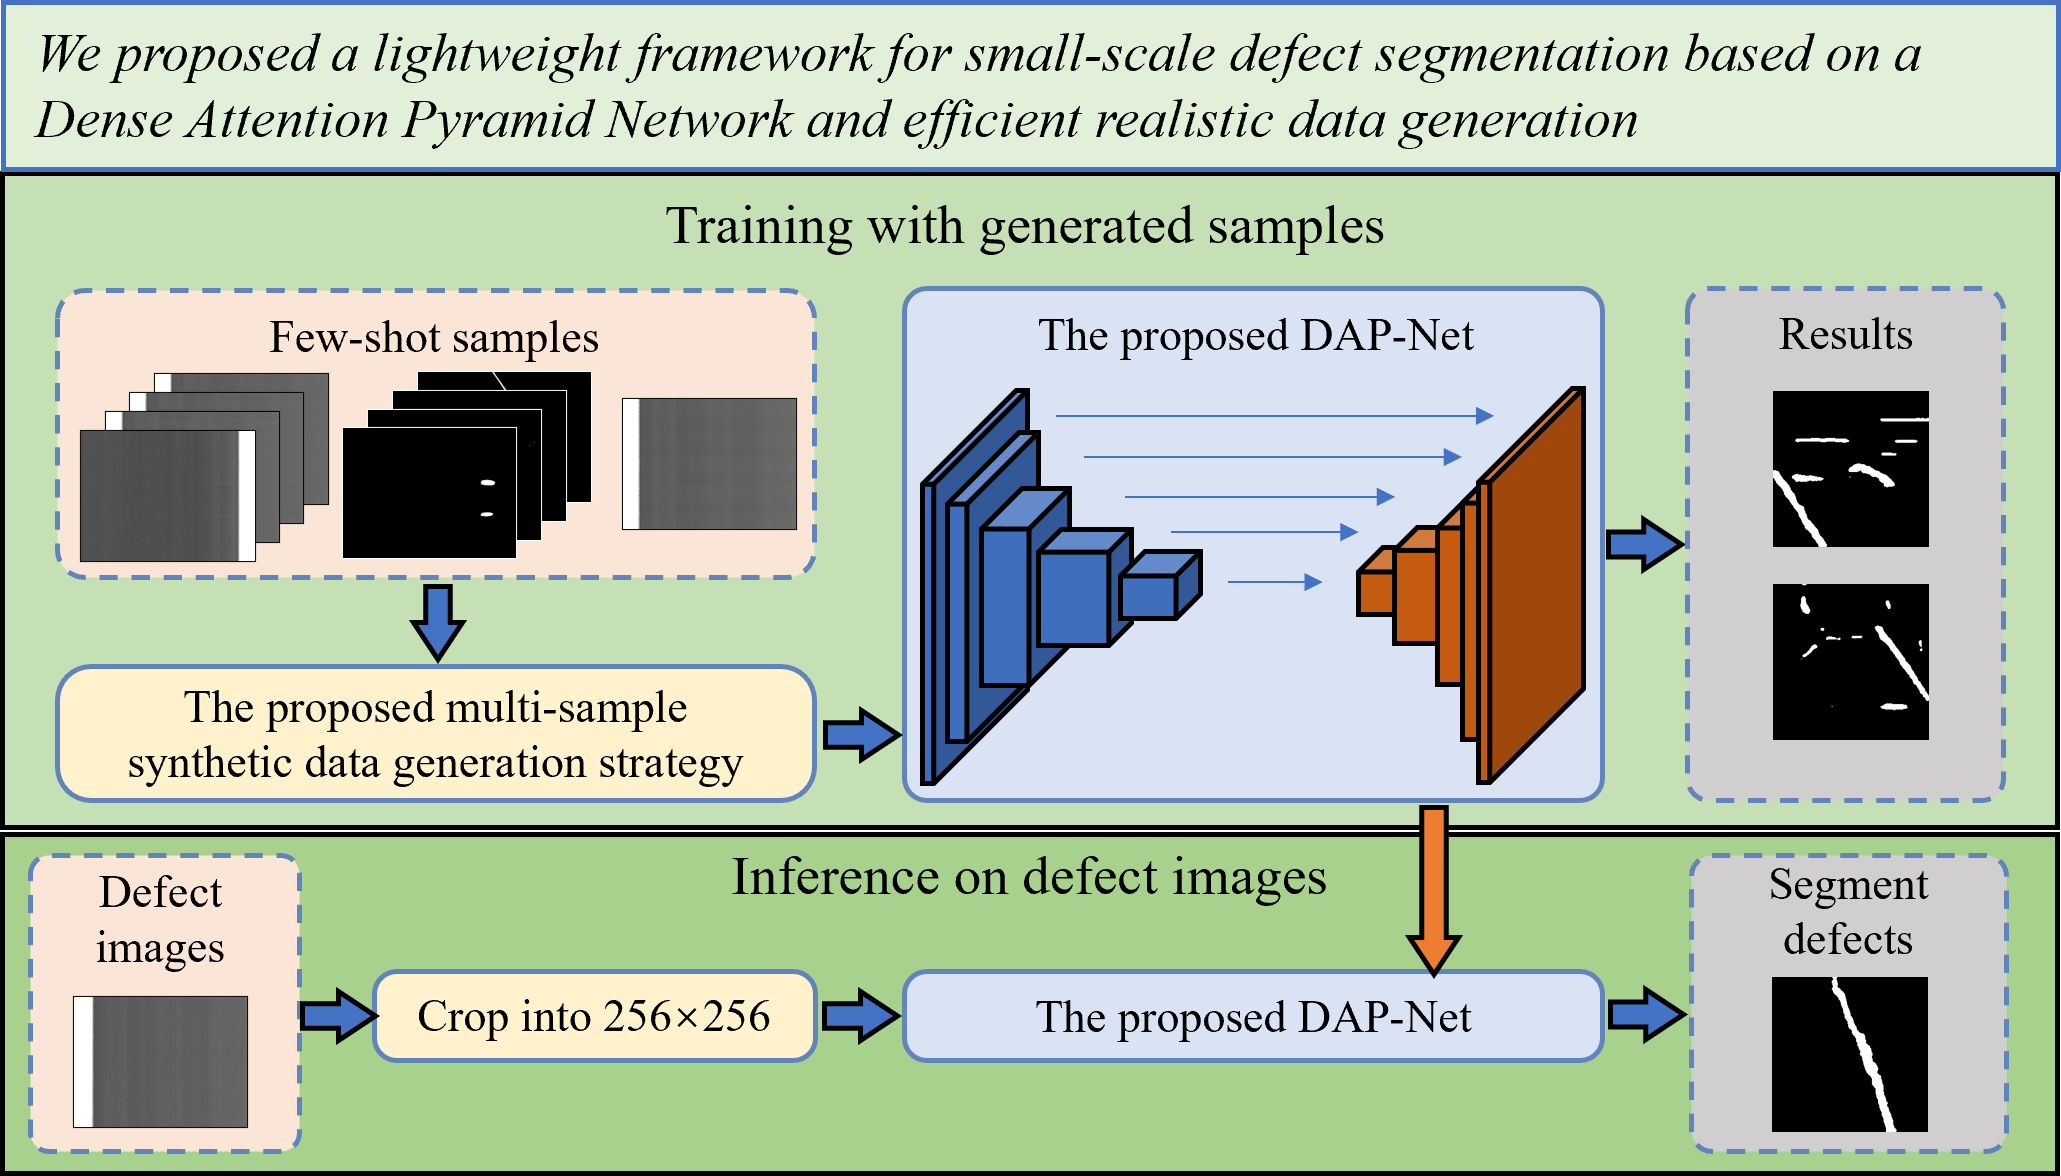 We proposed a lightweight framework for small-scale defect segmentation based on a
Dense Attention Pyramid Network and efficient realistic data generation
Training with generated samples
Few-shot samples
The proposed DAP-Net
Results
The proposed multi-sample
synthetic data generation strategy
Inference on defect images
Defect
images
Crop into 256×256
The proposed DAP-Net
Segment
defects